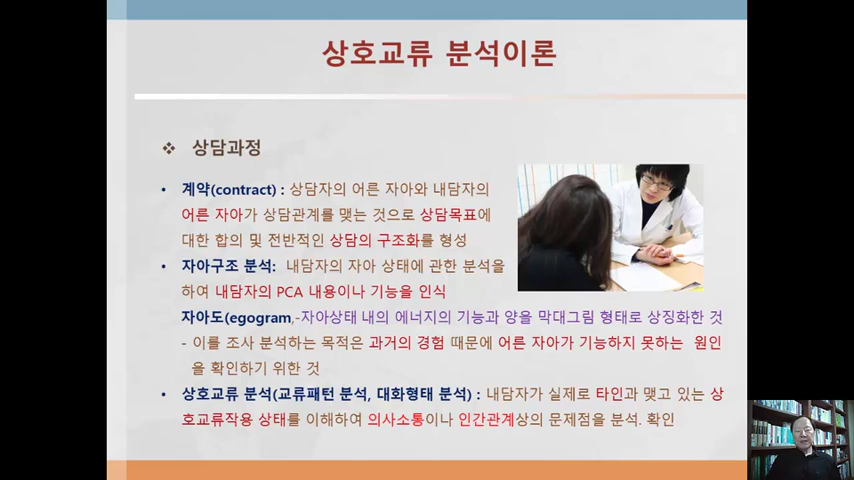 상호교류 분석이론
❖ 상담과정
• 계약(contract) : 상담자의 어른 자아와 내담자의
어른 자아가 상담관계를 맺는 것으로 상담목표에
대한 합의 및 전반적인 상담의 구조화를 형성
• 자아구조 분석: 내담자의 자아 상태에 관한 분석을
하여 내담자의 PCA 내용이나 기능을 인식
자아도(egogram,-자아상태 내의 에너지의 기능과 양을 막대그림 형태로 상징화한 것
- 이를 조사 분석하는 목적은 과거의 경험 때문에 어른 자아가 기능하지 못하는 원인
을 확인하기 위한 것
• 상호교류 분석(교류패턴 분석, 대화형태 분석) : 내담자가 실제로 타인과 맺고 있는 상
호교류작용 상태를 이해하여 의사소통이나 인간관계상의 문제점을 분석. 확인